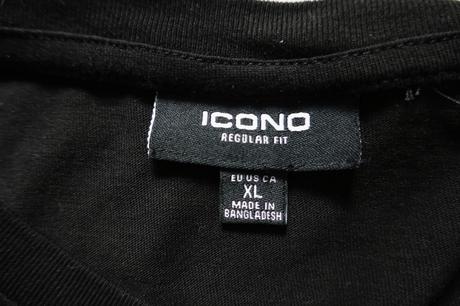 ICONO
REGULAR FIT
EU US CA
XL
MADE IN
BANGLADESH